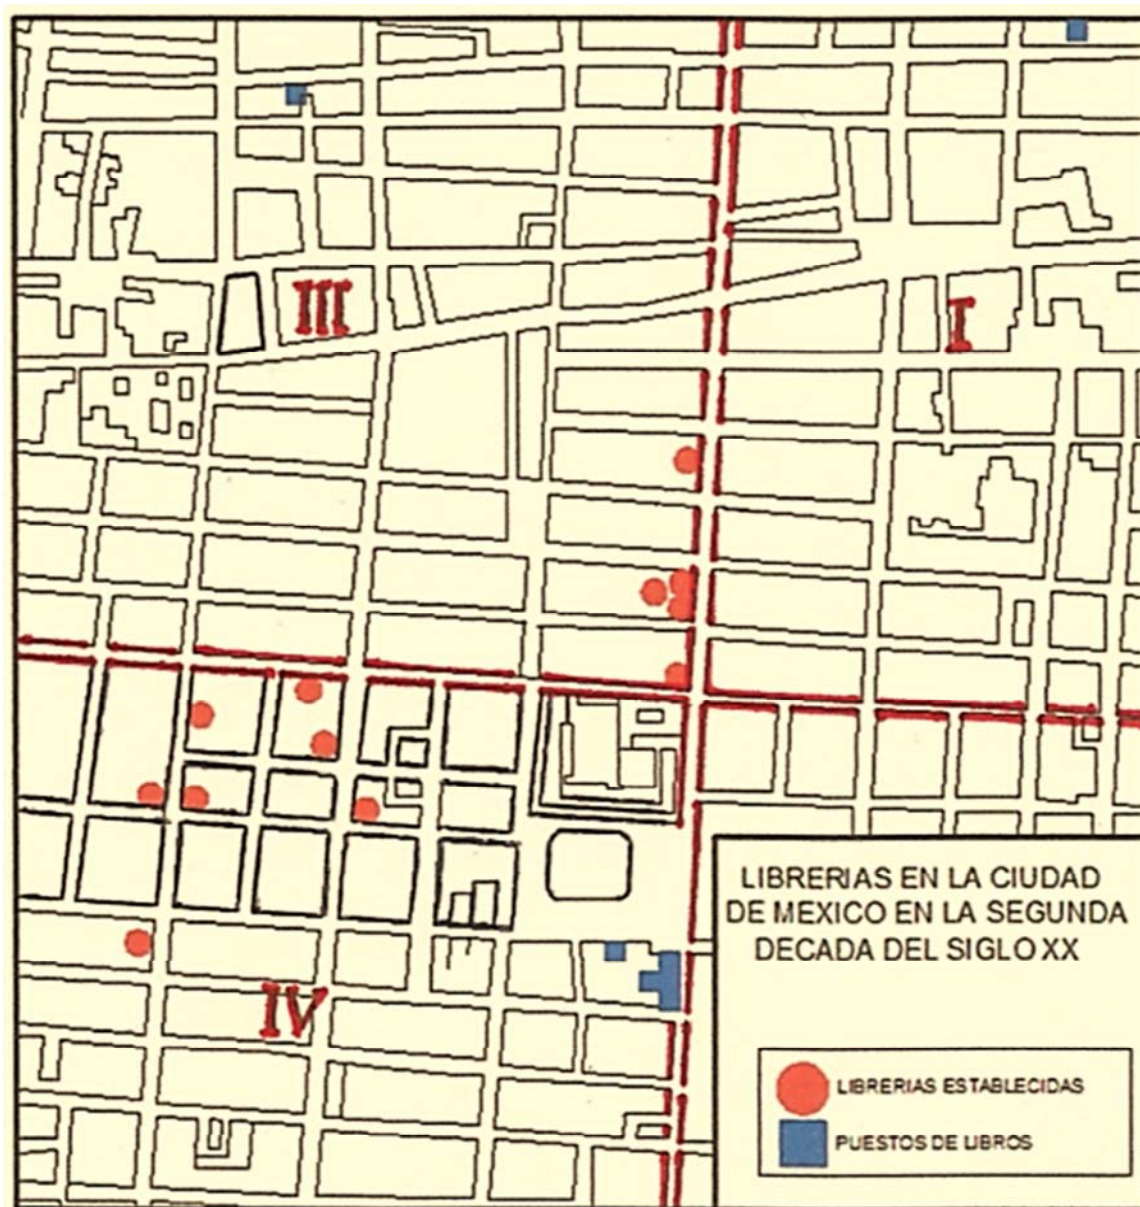 III
I
IV
LIBRERIAS EN LA CIUDAD
DE MEXICO EN LA SEGUNDA
DECADA DEL SIGLO XX
LIBRERIAS ESTABLECIDAS
PUESTOS DE LIBROS